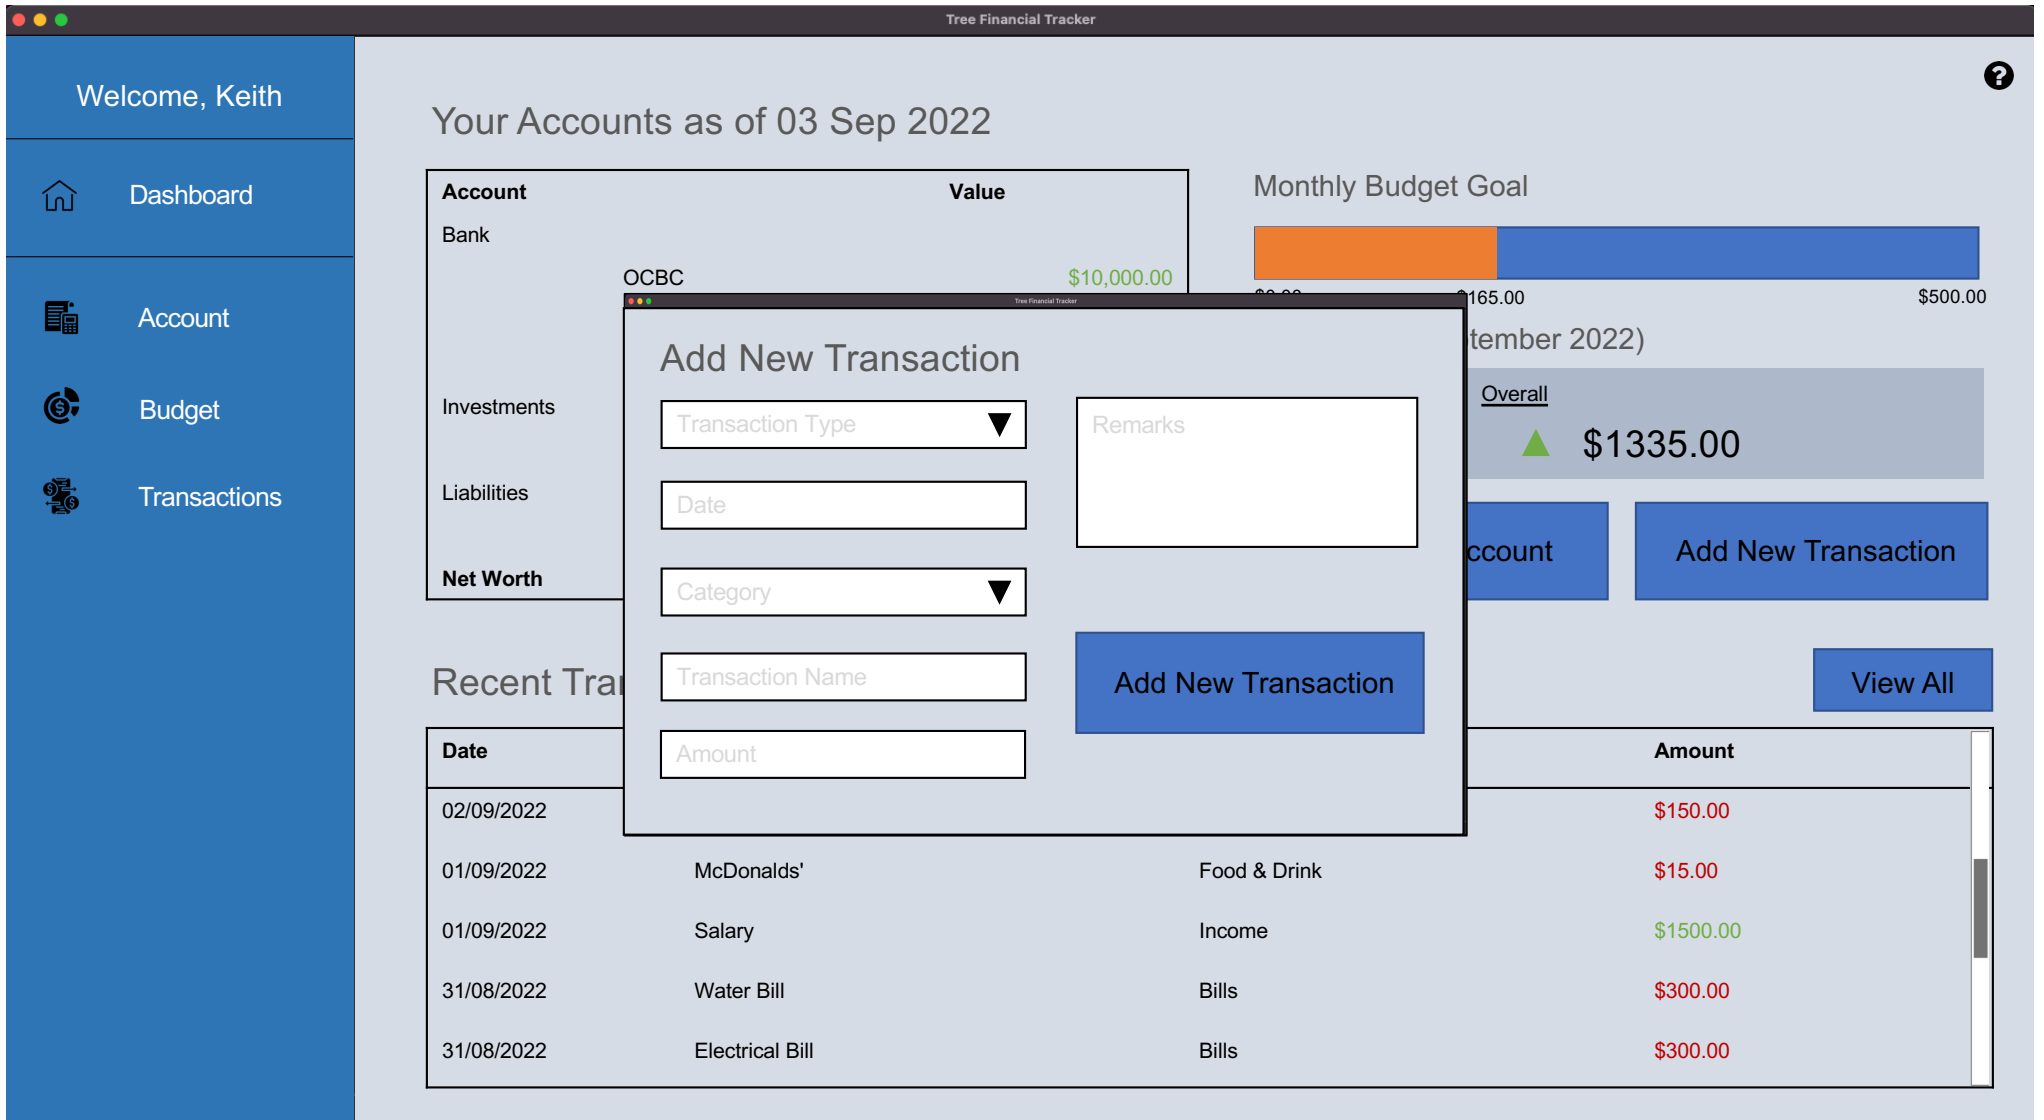 Tree Financial Tracker
Welcome, Keith
Dashboard
Account
Budget
Transactions
Your Accounts as of 03 Sep 2022
Account Value
Bank
OCBC $10,000.00
Investments
Liabilities
Net Worth
Monthly Budget Goal
165.00 $500.00
tember 2022)
Overall
$1335.00
ccount
Add New Transaction
Tree Financial Tracker
Add New Transaction
Transaction Type
Date
Category
Transaction Name
Amount
Remarks
Add New Transaction
Recent Tra
View All
Date Amount
02/09/2022 $150.00
01/09/2022 McDonalds' Food & Drink $15.00
01/09/2022 Salary Income $1500.00
31/08/2022 Water Bill Bills $300.00
31/08/2022 Electrical Bill Bills $300.00